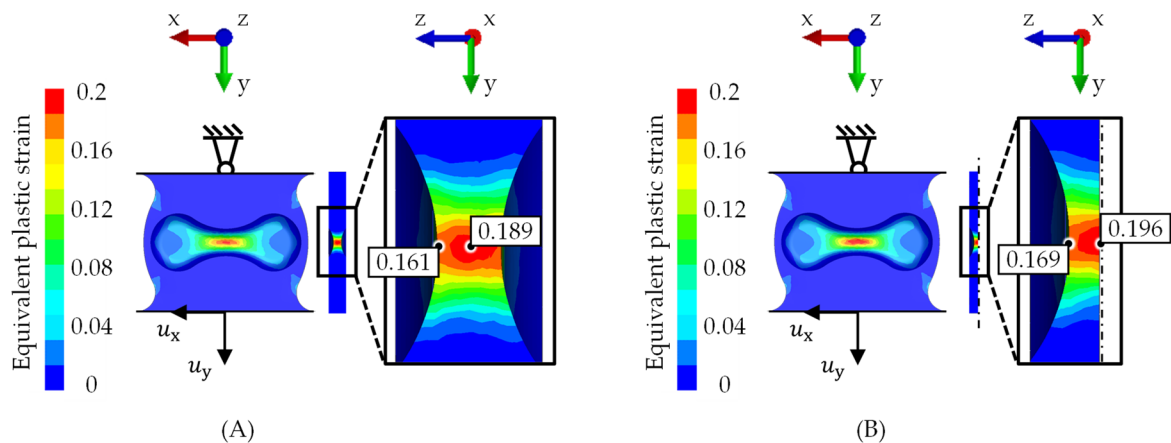 x
z
y
z
x
y
Equivalent plastic strain
0.2
0.16
0.12
0.08
0.04
0
0.161
0.189
uₓ
u_y
(A)
x
z
y
z
x
y
Equivalent plastic strain
0.2
0.16
0.12
0.08
0.04
0
0.169
0.196
uₓ
u_y
(B)